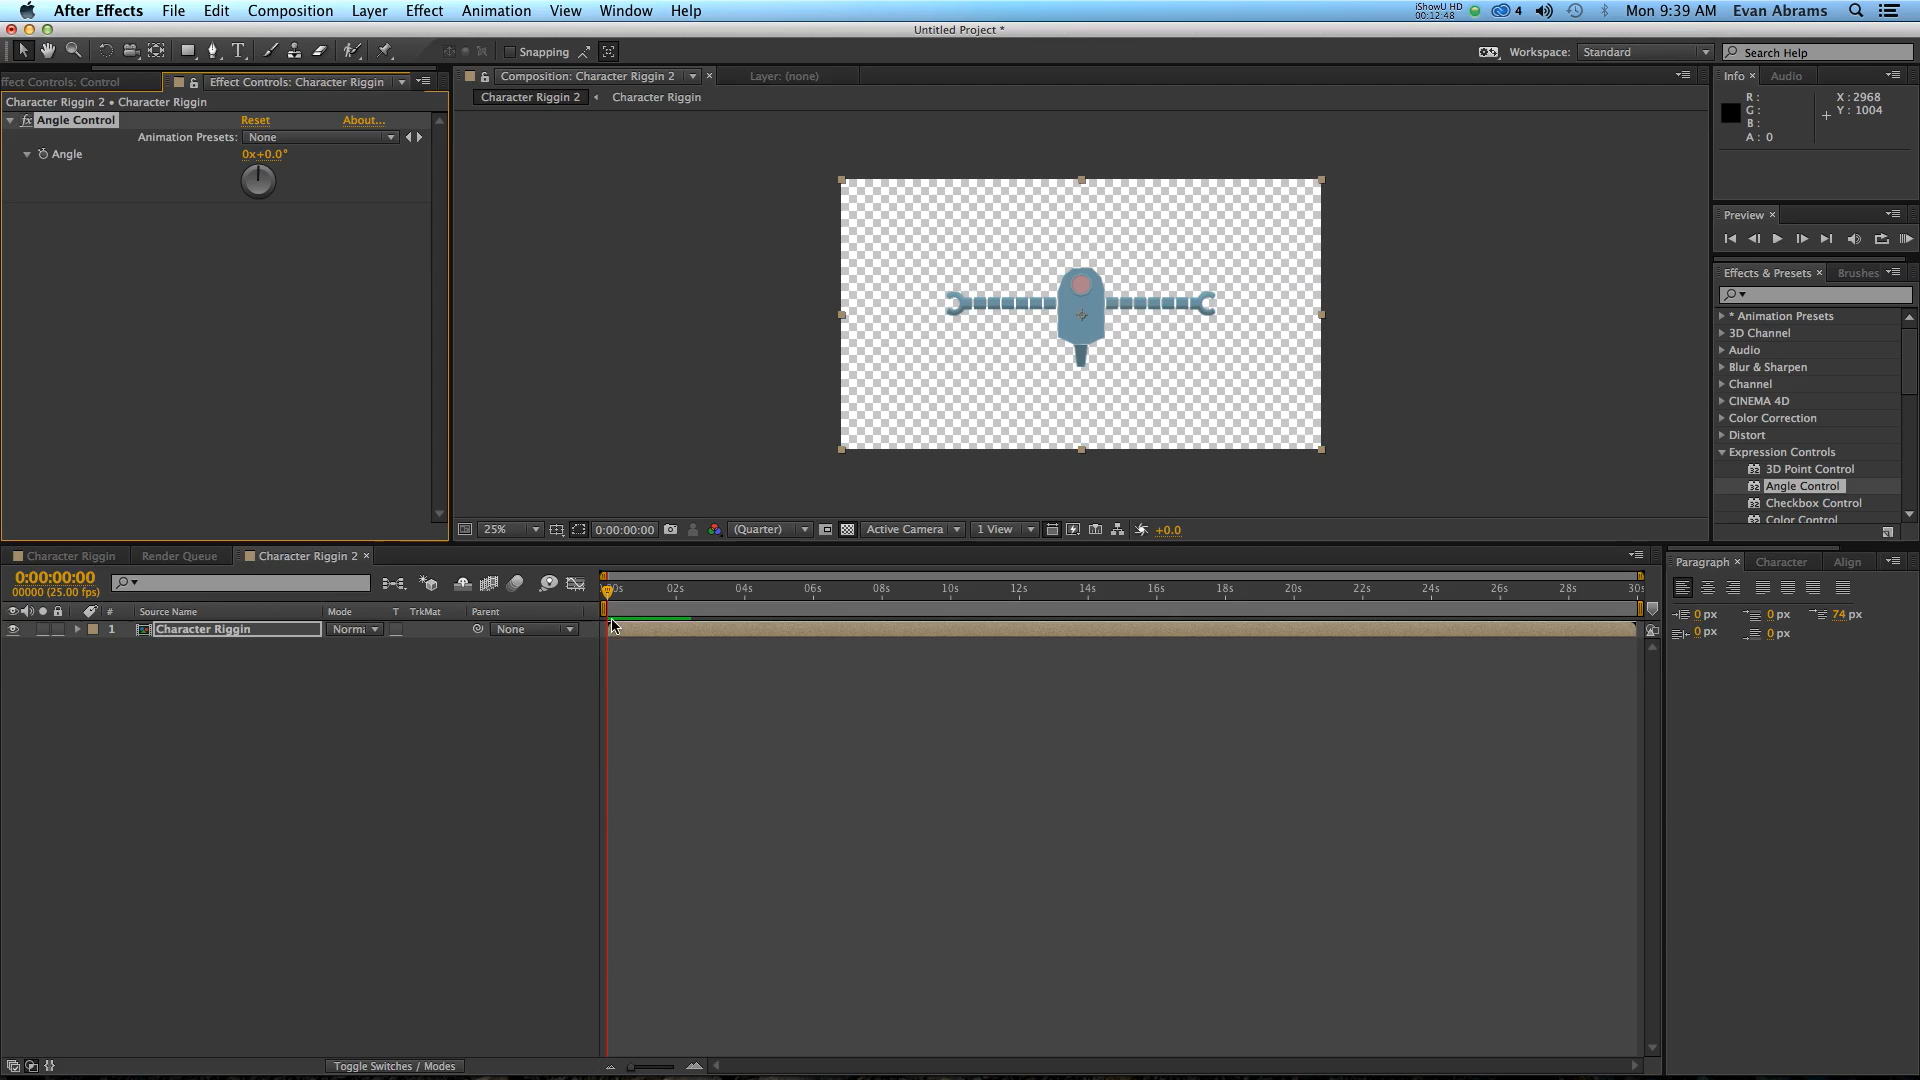 After Effects File Edit Composition Layer Effect Animation View Window Help
iShowU HD
00:12:48
4
Mon 9:39 AM Evan Abrams
Untitled Project *
Snapping
Workspace: Standard
Search Help
ffect Controls: Control
Effect Controls: Character Riggin
Character Riggin 2 • Character Riggin
fx Angle Control Reset About...
Animation Presets: None
Angle 0x+0.0°
Composition: Character Riggin 2 Layer: (none)
Character Riggin 2 Character Riggin
25% 0:00:00:00 (Quarter) Active Camera 1 View +0.0
Info Audio
R :
G :
B :
A : 0
X : 2968
Y : 1004
Preview
Effects & Presets Brushes
* Animation Presets
3D Channel
Audio
Blur & Sharpen
Channel
CINEMA 4D
Color Correction
Distort
Expression Controls
3D Point Control
Angle Control
Checkbox Control
Color Control
Character Riggin Render Queue Character Riggin 2
0:00:00:00
00000 (25.00 fps)
00s 02s 04s 06s 08s 10s 12s 14s 16s 18s 20s 22s 24s 26s 28s 30s
# Source Name Mode T TrkMat Parent
1 Character Riggin Norma None
Toggle Switches / Modes
Paragraph Character Align
0 px 0 px 74 px
0 px 0 px